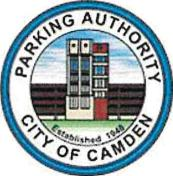 PARKING AUTHORITY
Established 1948
CITY OF CAMDEN